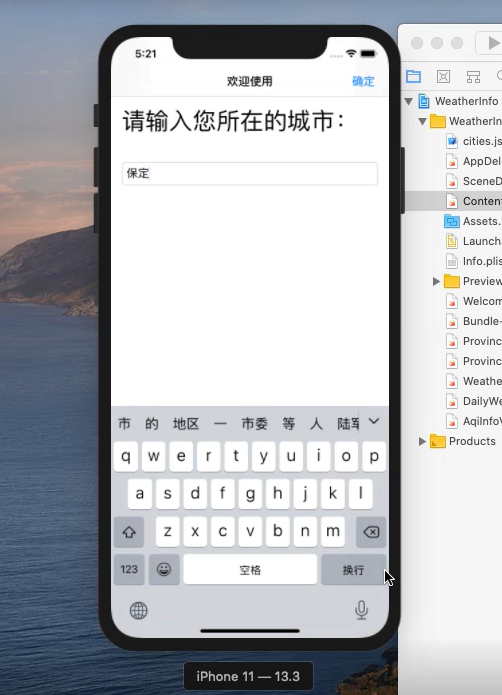 5:21
欢迎使用
确定
请输入您所在的城市：
保定
市 的 地区 一 市委 等 人 陆军
q w e r t y u i o p
a s d f g h j k l
z x c v b n m
123
空格
换行
iPhone 11 — 13.3
WeatherInfo
WeatherIn
cities.js
AppDele
SceneD
Content
Assets.
Launch
Info.plis
Preview
Welcom
Bundle-
Provinc
Provinc
Weathe
DailyWe
AqiInfoV
Products